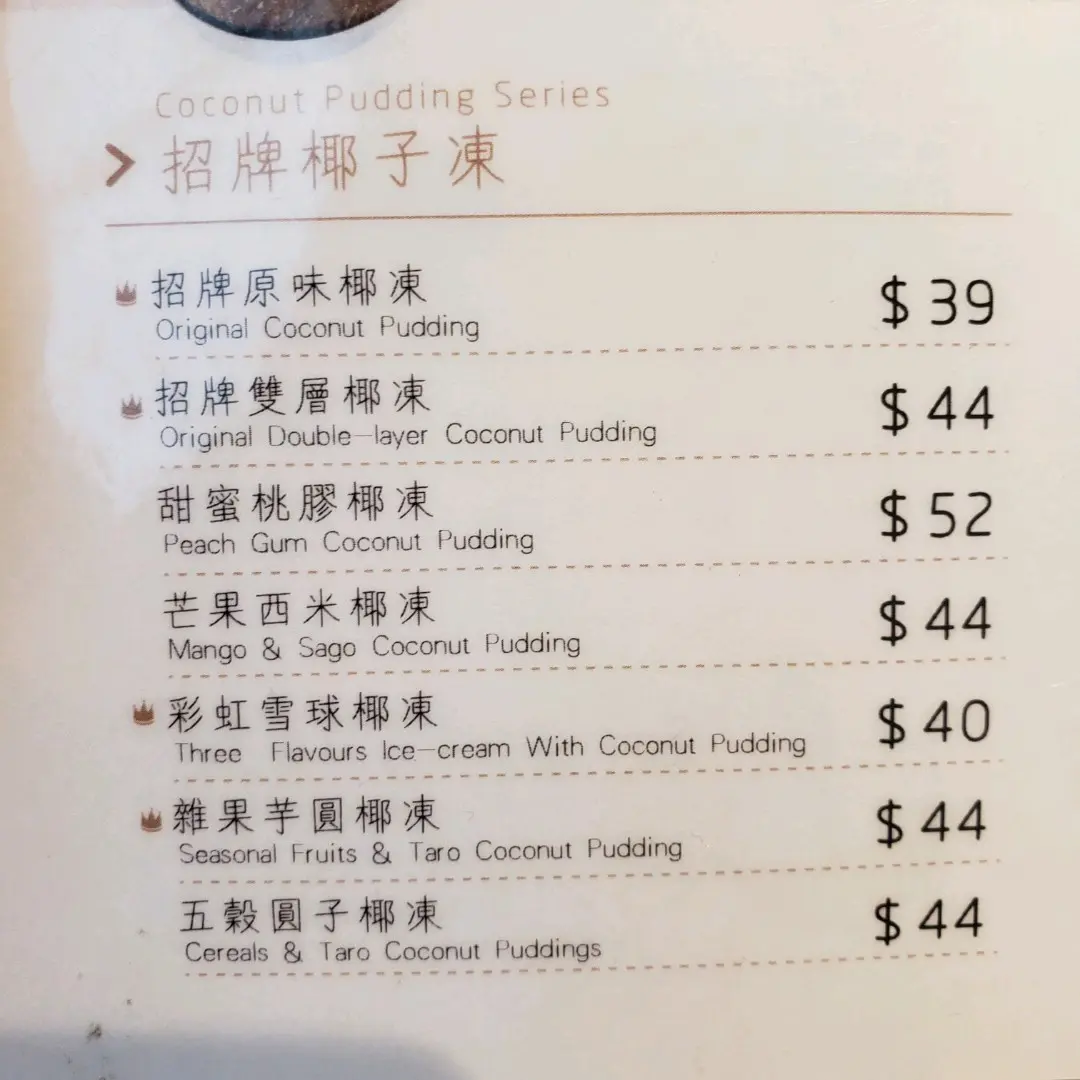 Coconut Pudding Series
招牌椰子凍
招牌原味椰凍
$39
Original Coconut Pudding
招牌雙層椰凍
$44
Original Double-layer Coconut Pudding
甜蜜桃膠椰凍
$52
Peach Gum Coconut Pudding
芒果西米椰凍
$44
Mango & Sago Coconut Pudding
彩虹雪球椰凍
$40
Three Flavours Ice-cream With Coconut Pudding
雜果芋圓椰凍
$44
Seasonal Fruits & Taro Coconut Pudding
五穀圓子椰凍
$44
Cereals & Taro Coconut Puddings